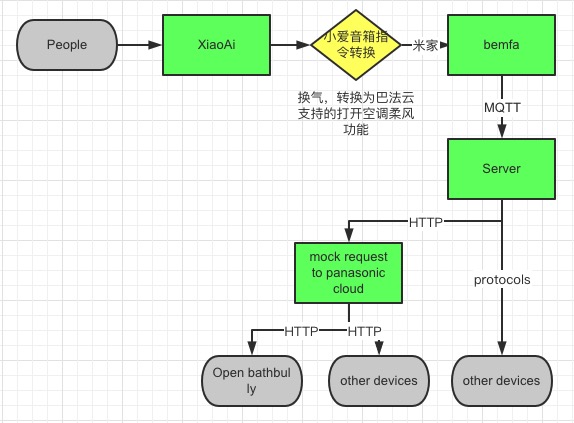 People
XiaoAi
小爱音箱指
令转换
米家
bemfa
换气，转换为巴法云
支持的打开空调柔风
功能
MQTT
Server
HTTP
mock request
to panasonic
cloud
protocols
HTTP
HTTP
Open bathbul
ly
other devices
other devices